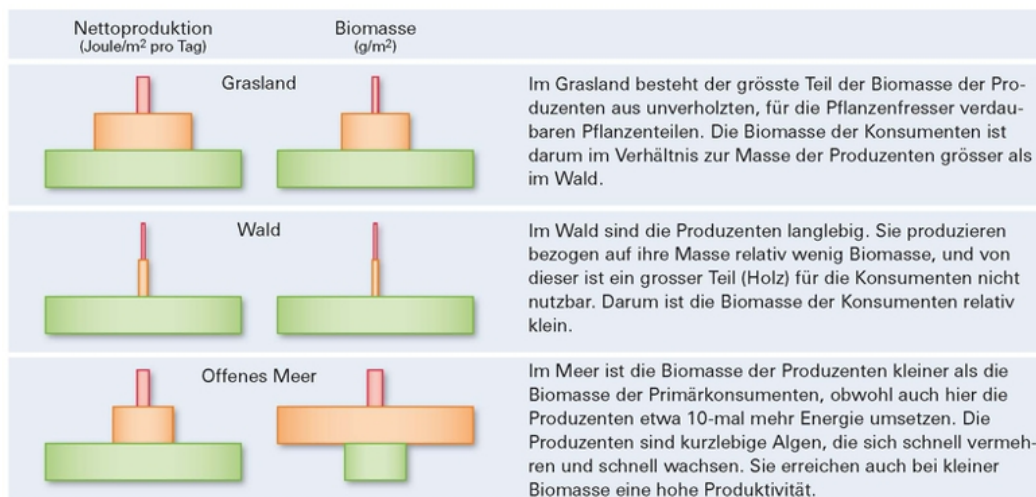 Nettoproduktion
(Joule/m² pro Tag)
Biomasse
(g/m²)
Grasland
Im Grasland besteht der grösste Teil der Biomasse der Pro-
duzenten aus unverholzten, für die Pflanzenfresser verdau-
baren Pflanzenteilen. Die Biomasse der Konsumenten ist
darum im Verhältnis zur Masse der Produzenten grösser als
im Wald.
Wald
Im Wald sind die Produzenten langlebig. Sie produzieren
bezogen auf ihre Masse relativ wenig Biomasse, und von
dieser ist ein grosser Teil (Holz) für die Konsumenten nicht
nutzbar. Darum ist die Biomasse der Konsumenten relativ
klein.
Offenes Meer
Im Meer ist die Biomasse der Produzenten kleiner als die
Biomasse der Primärkonsumenten, obwohl auch hier die
Produzenten etwa 10-mal mehr Energie umsetzen. Die
Produzenten sind kurzlebige Algen, die sich schnell vermeh-
ren und schnell wachsen. Sie erreichen auch bei kleiner
Biomasse eine hohe Produktivität.